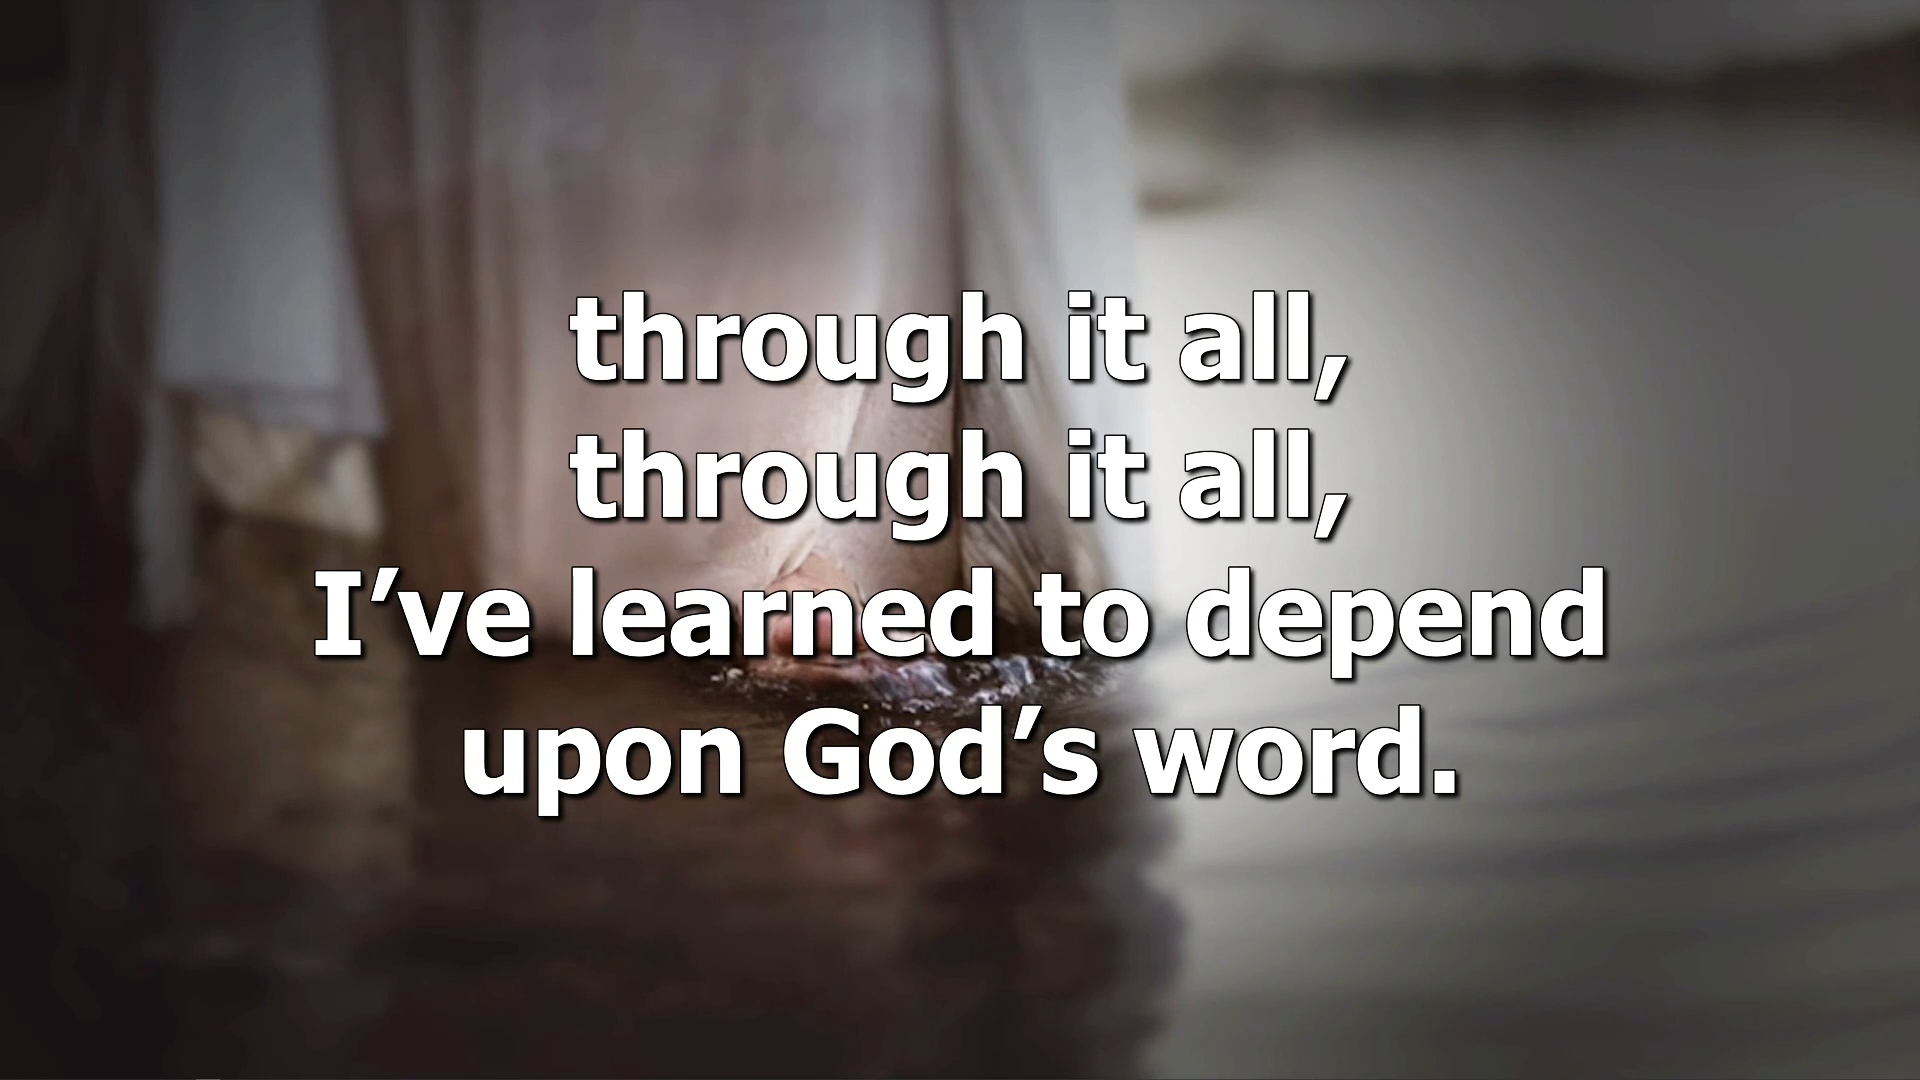 through it all,
through it all,
I’ve learned to depend
upon God’s word.